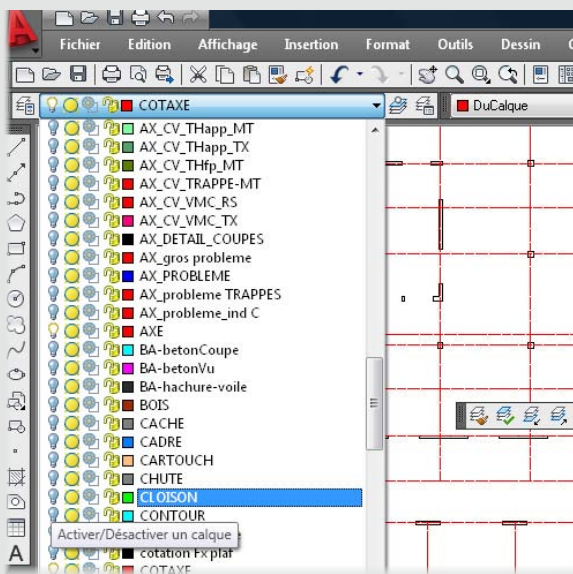 Fichier Edition Affichage Insertion Format Outils Dessin
COTAXE DuCalque
AX_CV_THapp_MT
AX_CV_THapp_TX
AX_CV_THfp_MT
AX_CV_TRAPPE-MT
AX_CV_VMC_RS
AX_CV_VMC_TX
AX_DETAIL_COUPES
AX_gros probleme
AX_PROBLEME
AX_probleme TRAPPES
AX_probleme_ind C
AXE
BA-betonCoupe
BA-betonVu
BA-hachure-voile
BOIS
CACHE
CADRE
CARTOUCH
CHUTE
CLOISON
CONTOUR
Activer/Désactiver un calque
cotation Fx plaf
COTAXE
A